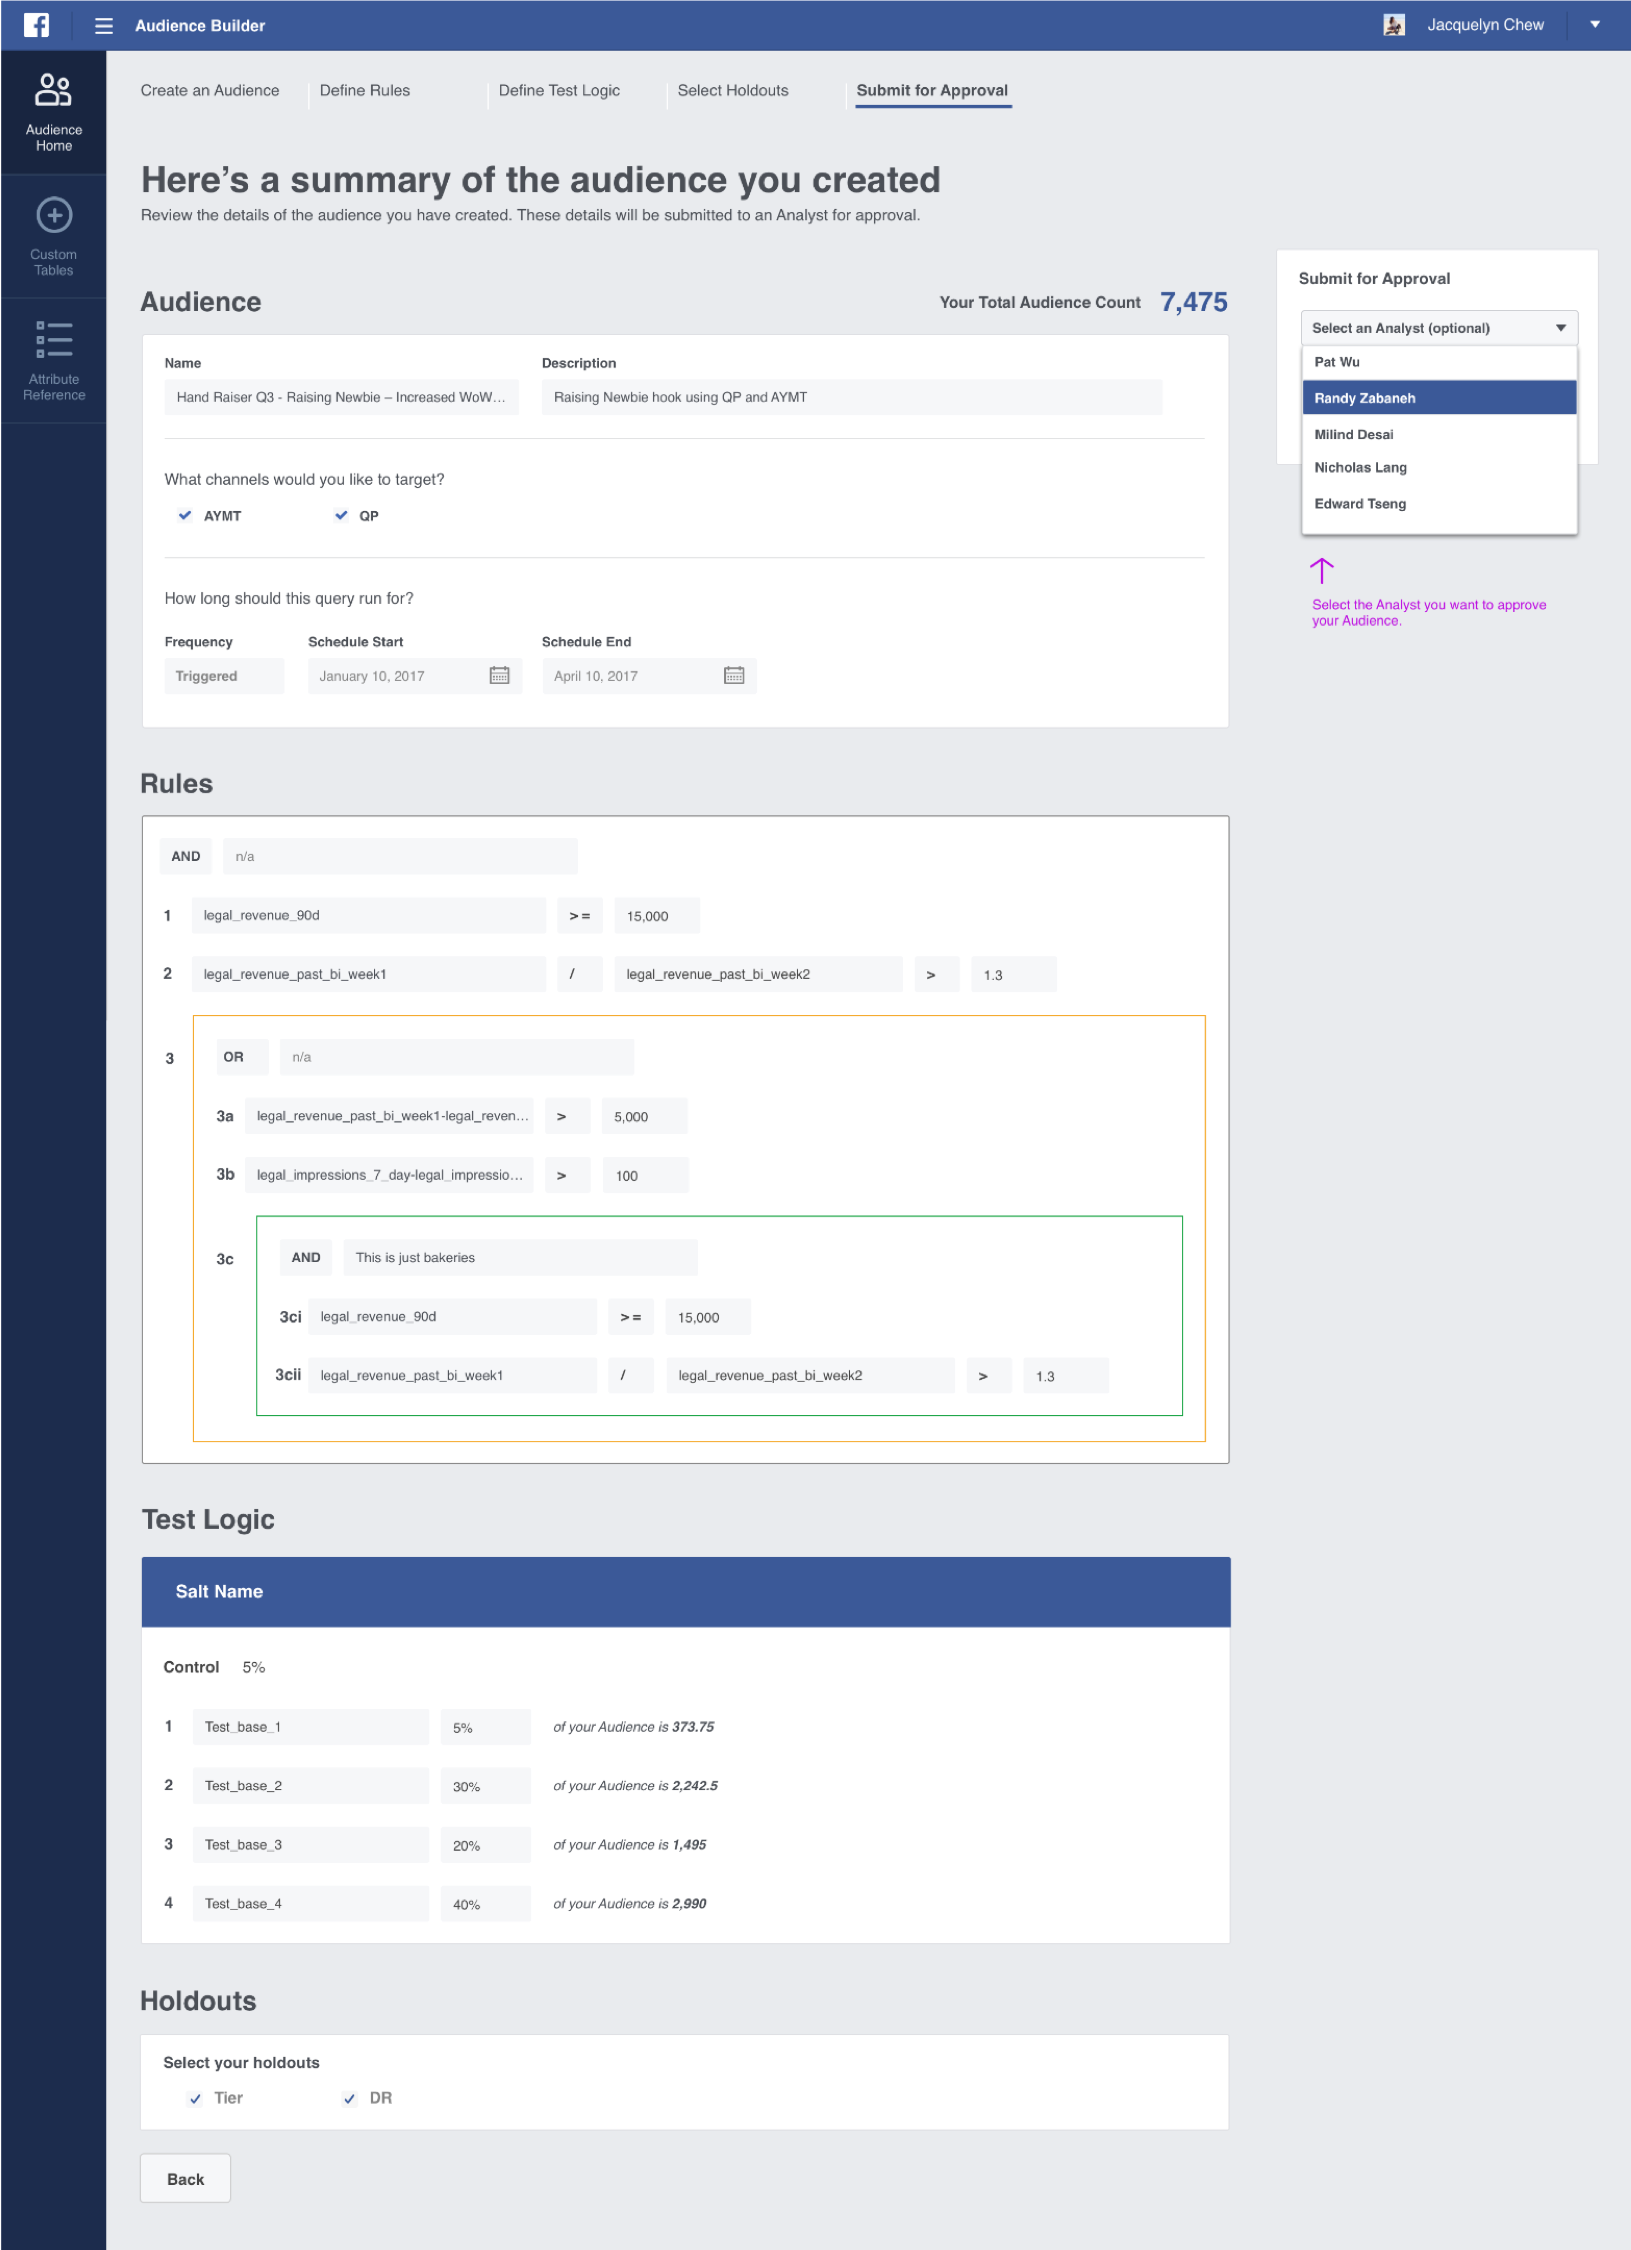 Audience Builder
Jacquelyn Chew
Audience
Home
Custom
Tables
Attribute
Reference
Create an Audience
Define Rules
Define Test Logic
Select Holdouts
Submit for Approval
Here's a summary of the audience you created
Review the details of the audience you have created. These details will be submitted to an Analyst for approval.
Audience
Your Total Audience Count 7,475
Name
Description
Hand Raiser Q3 - Raising Newbie – Increased WoW...
Raising Newbie hook using QP and AYMT
What channels would you like to target?
AYMT
QP
How long should this query run for?
Frequency
Schedule Start
Schedule End
Triggered
January 10, 2017
April 10, 2017
Submit for Approval
Select an Analyst (optional)
Pat Wu
Randy Zabaneh
Milind Desai
Nicholas Lang
Edward Tseng
Select the Analyst you want to approve
your Audience.
Rules
AND n/a
1 legal_revenue_90d >= 15,000
2 legal_revenue_past_bi_week1 / legal_revenue_past_bi_week2 > 1.3
3 OR n/a
3a legal_revenue_past_bi_week1-legal_reven... > 5,000
3b legal_impressions_7_day-legal_impressio... > 100
3c AND This is just bakeries
3ci legal_revenue_90d >= 15,000
3cii legal_revenue_past_bi_week1 / legal_revenue_past_bi_week2 > 1.3
Test Logic
Salt Name
Control 5%
1 Test_base_1 5% of your Audience is 373.75
2 Test_base_2 30% of your Audience is 2,242.5
3 Test_base_3 20% of your Audience is 1,495
4 Test_base_4 40% of your Audience is 2,990
Holdouts
Select your holdouts
Tier
DR
Back